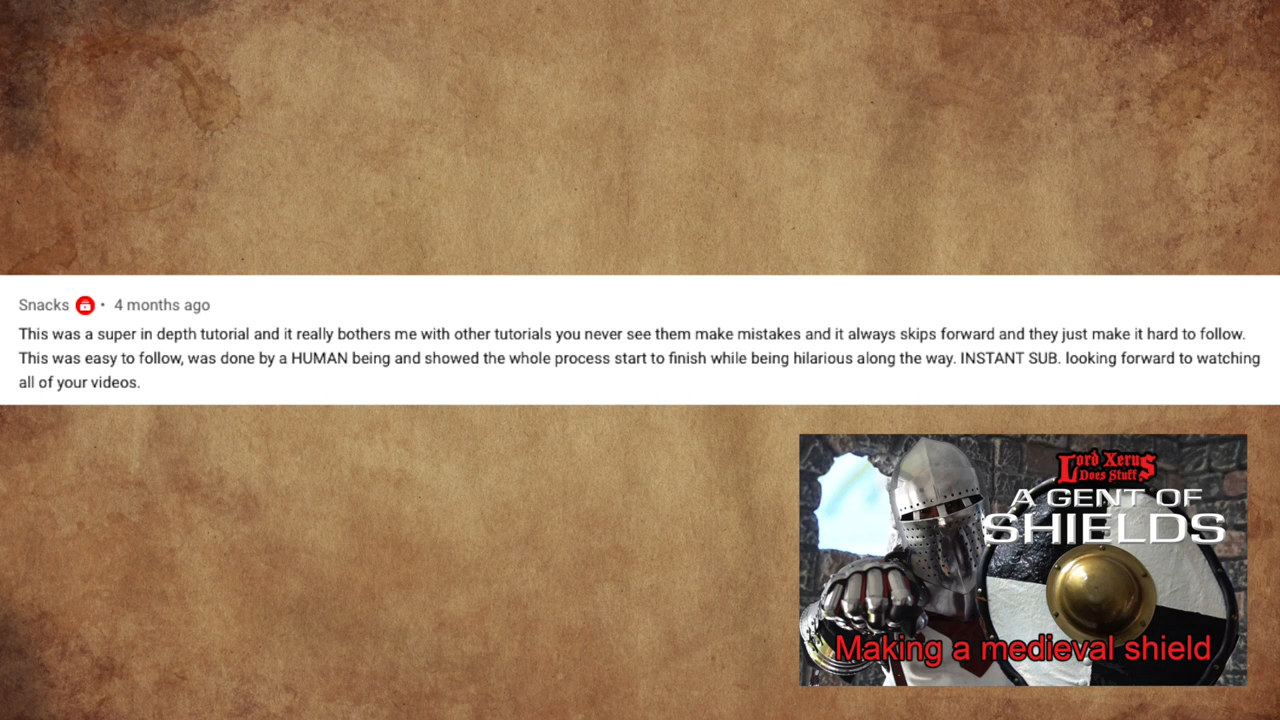 Snacks • 4 months ago
This was a super in depth tutorial and it really bothers me with other tutorials you never see them make mistakes and it always skips forward and they just make it hard to follow.
This was easy to follow, was done by a HUMAN being and showed the whole process start to finish while being hilarious along the way. INSTANT SUB. looking forward to watching
all of your videos.
Lord Xerus
Does Stuff
A GENT OF
SHIELDS
Making a medieval shield